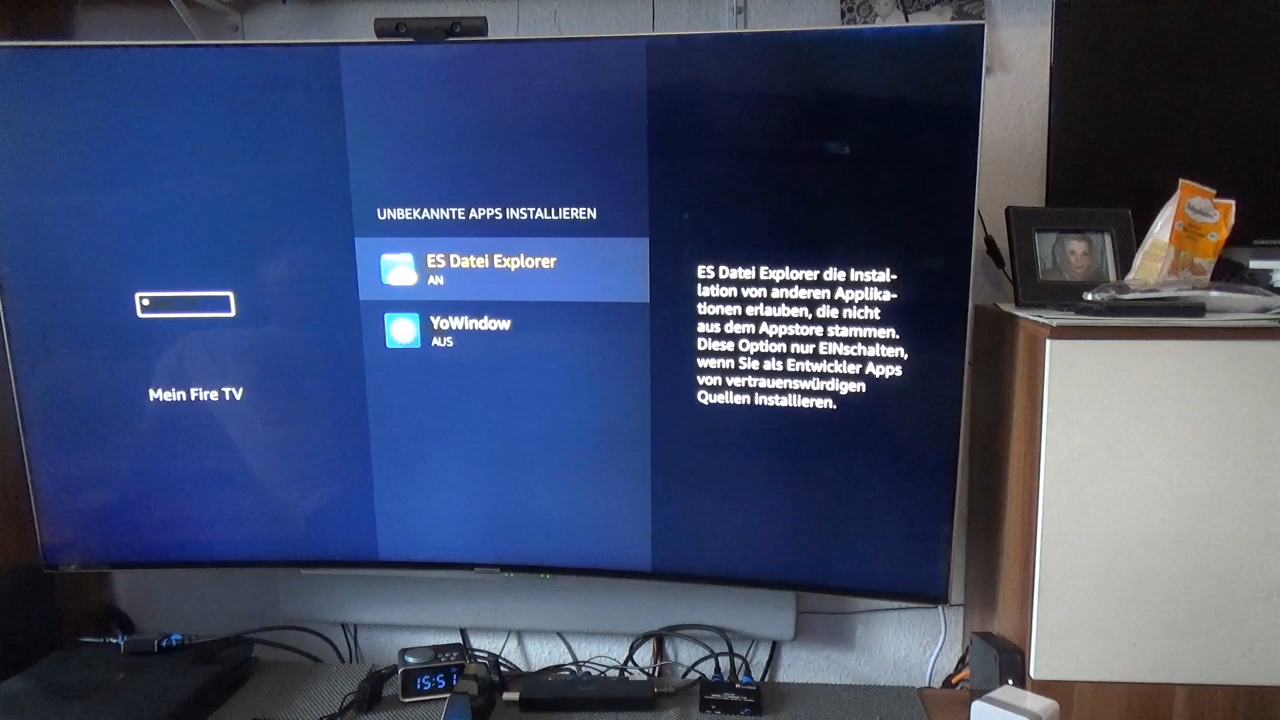 UNBEKANNTE APPS INSTALLIEREN
ES Datei Explorer
AN
YoWindow
AUS
Mein Fire TV
ES Datei Explorer die Instal-
lation von anderen Applika-
tionen erlauben, die nicht
aus dem Appstore stammen.
Diese Option nur EINschalten,
wenn Sie als Entwickler Apps
von vertrauenswürdigen
Quellen installieren.
15:51